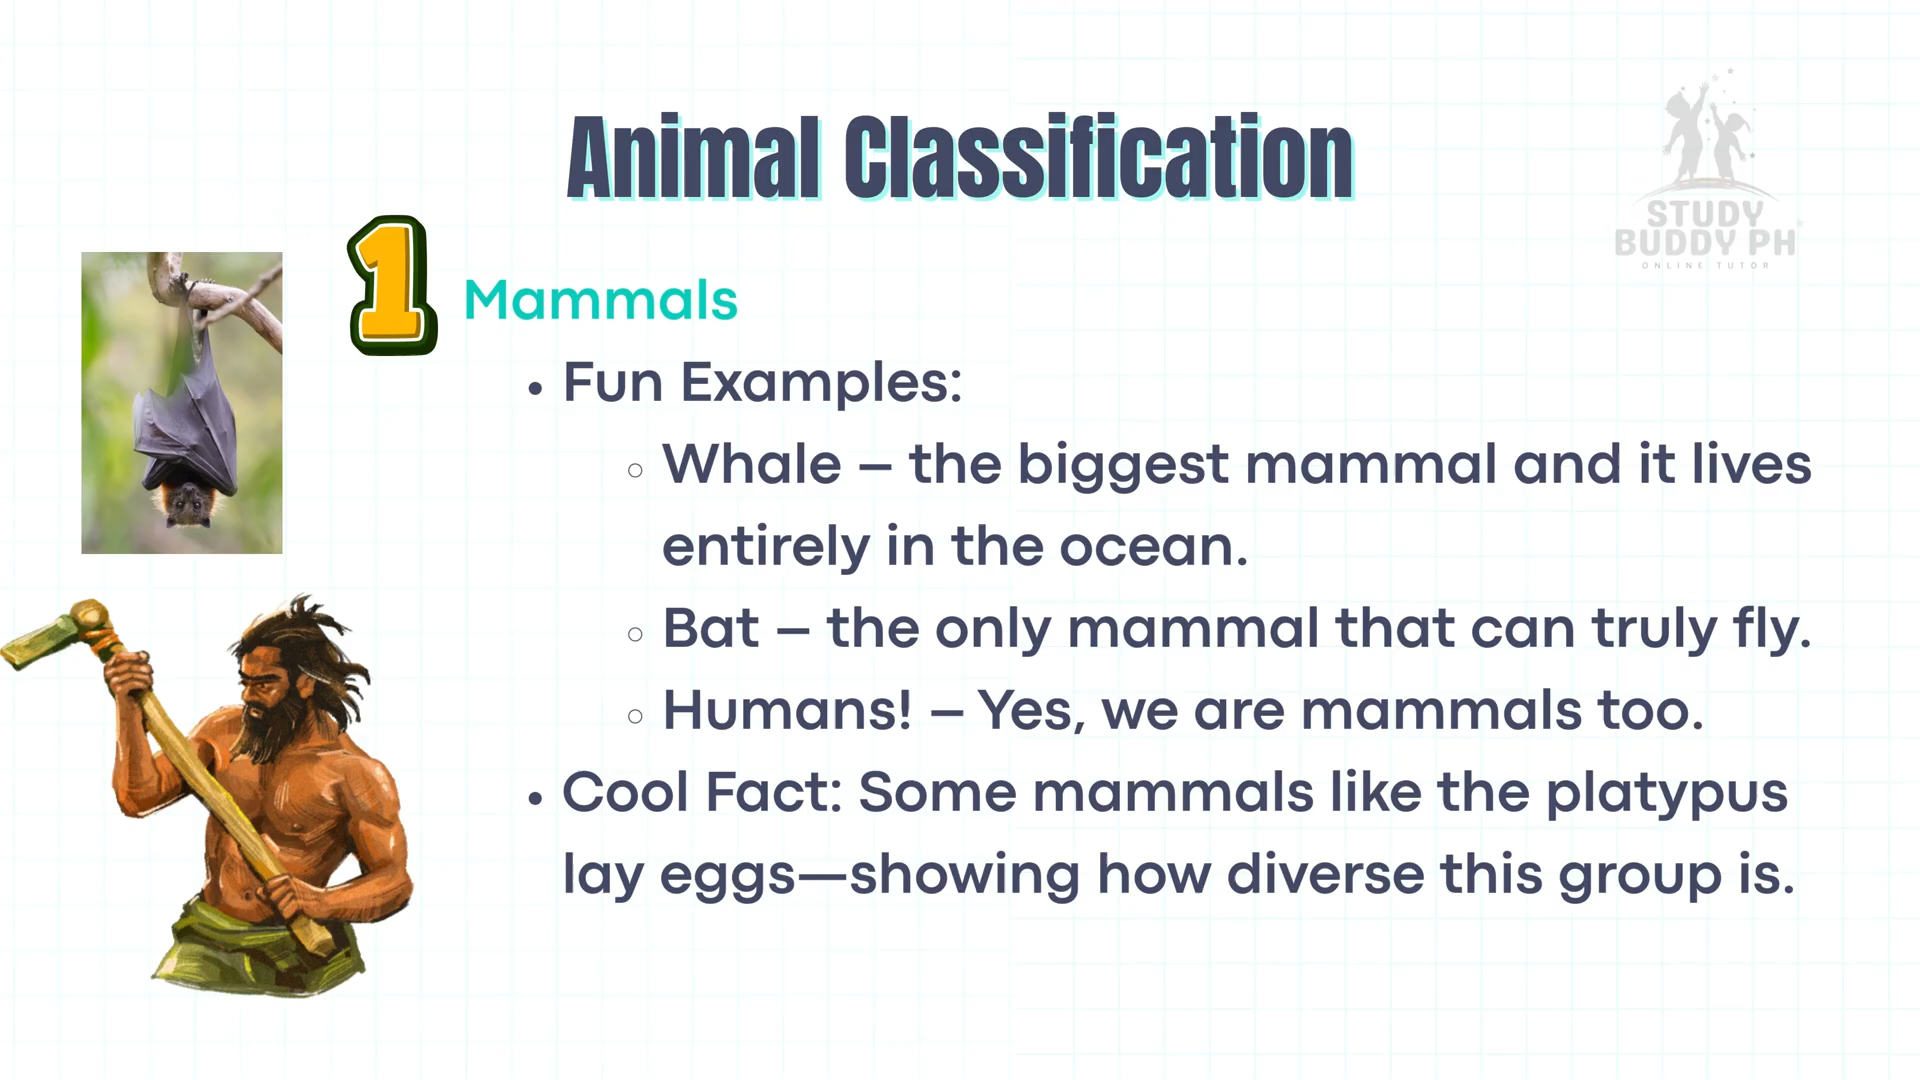 Animal Classification
STUDY
BUDDY PH
ONLINE TUTOR
1
Mammals
• Fun Examples:
○ Whale – the biggest mammal and it lives
entirely in the ocean.
○ Bat – the only mammal that can truly fly.
○ Humans! – Yes, we are mammals too.
• Cool Fact: Some mammals like the platypus
lay eggs—showing how diverse this group is.